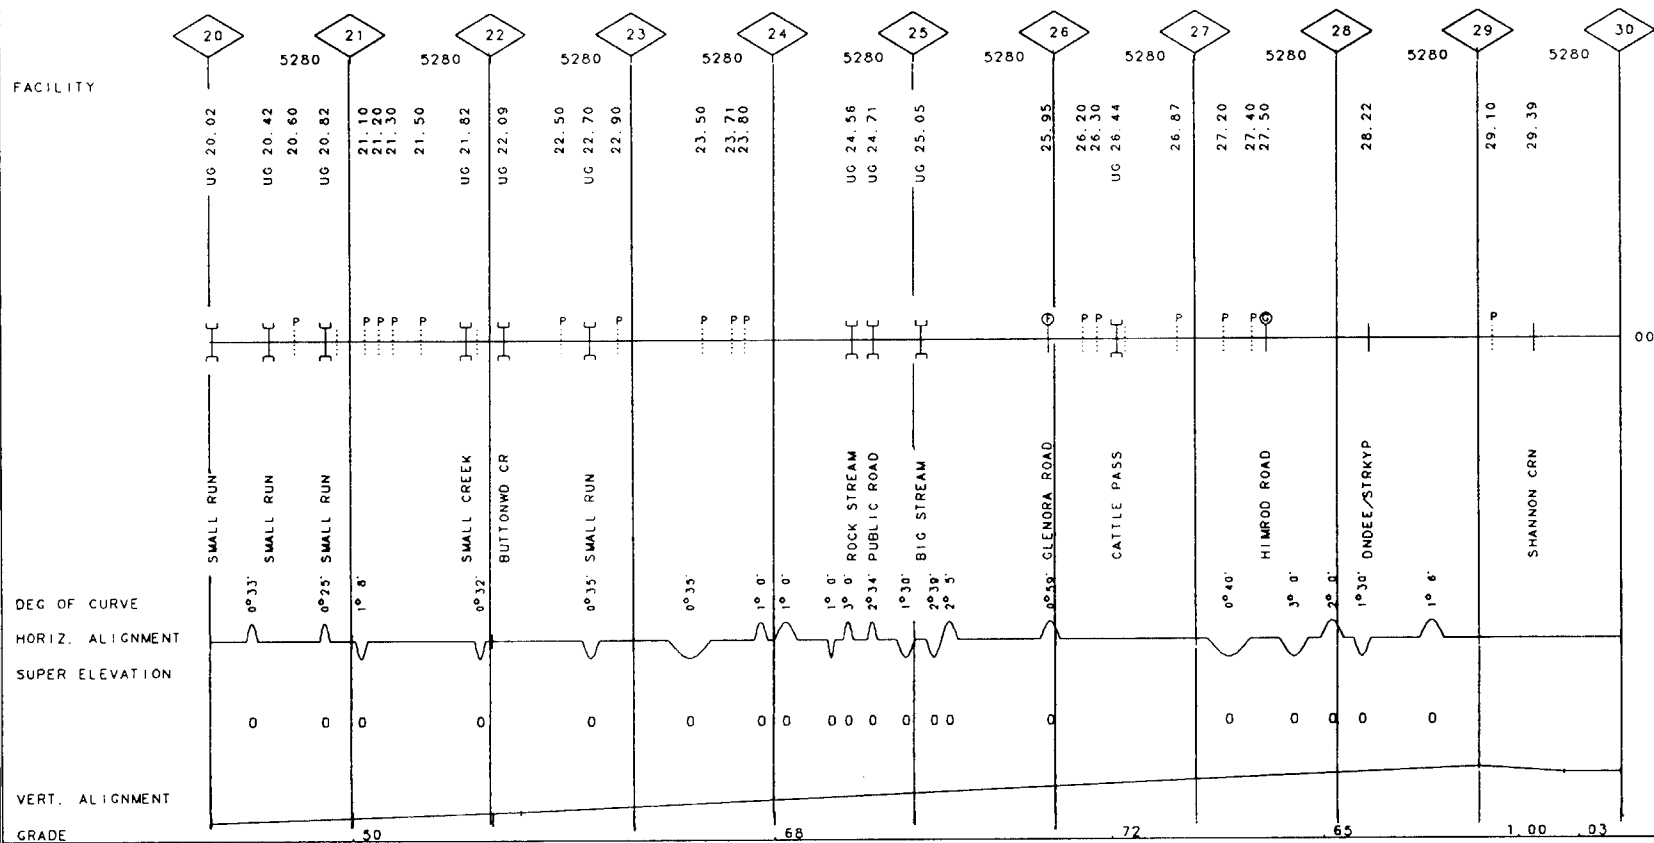 20 21 22 23 24 25 26 27 28 29 30
5280 5280 5280 5280 5280 5280 5280 5280 5280 5280
FACILITY
UG 20.02
UG 20.42
20.60
UG 20.82
21.10
21.20
21.30
21.50
UG 21.82
UG 22.09
22.50
UG 22.70
22.90
23.50
23.71
23.80
UG 24.56
UG 24.71
UG 25.05
25.95
26.20
26.30
UG 26.44
26.87
27.20
27.40
27.50
28.22
29.10
29.39
P P P P P P P P P P F P P P P P G P
00
SMALL RUN
SMALL RUN
SMALL RUN
SMALL CREEK
BUTTONWD CR
SMALL RUN
ROCK STREAM
PUBLIC ROAD
BIG STREAM
GLENORA ROAD
CATTLE PASS
HIMROD ROAD
DNDEE/STRKYP
SHANNON CRN
DEG OF CURVE
0°33' 0°25' 1° 8' 0°32' 0°35' 0°35' 1° 0' 1° 0' 1° 0' 3° 0' 2°34' 1°30' 2°39' 2° 5' 0°59' 0°40' 3° 0' 2° 0' 1°30' 1° 6'
HORIZ. ALIGNMENT
SUPER ELEVATION
0 0 0 0 0 0 0 0 0 0 0 0 0 0 0 0 0 0 0 0
VERT. ALIGNMENT
GRADE .50 .68 .72 .65 1.00 .03